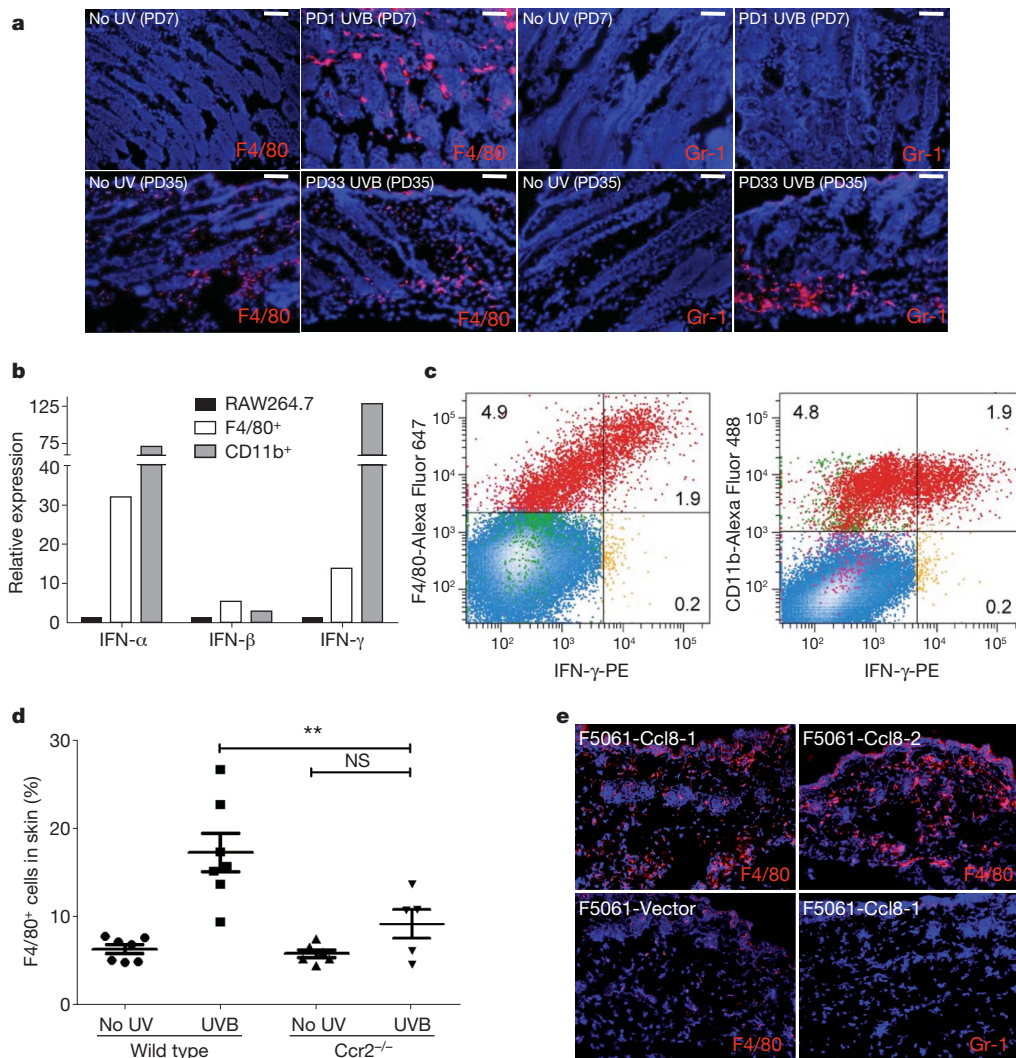 a
No UV (PD7)
F4/80
PD1 UVB (PD7)
F4/80
No UV (PD7)
Gr-1
PD1 UVB (PD7)
Gr-1
No UV (PD35)
F4/80
PD33 UVB (PD35)
F4/80
No UV (PD35)
Gr-1
PD33 UVB (PD35)
Gr-1
b
Relative expression
125
75
40
30
20
10
0
RAW264.7
F4/80+
CD11b+
IFN-α
IFN-β
IFN-γ
c
F4/80-Alexa Fluor 647
10⁵
10⁴
10³
10²
4.9
1.9
0.2
10² 10³ 10⁴ 10⁵
IFN-γ-PE
CD11b-Alexa Fluor 488
10⁵
10⁴
10³
10²
4.8
1.9
0.2
10² 10³ 10⁴ 10⁵
IFN-γ-PE
d
F4/80⁺ cells in skin (%)
30
20
10
0
**
NS
No UV UVB No UV UVB
Wild type Ccr2⁻/⁻
e
F5061-Ccl8-1
F4/80
F5061-Ccl8-2
F4/80
F5061-Vector
F4/80
F5061-Ccl8-1
Gr-1